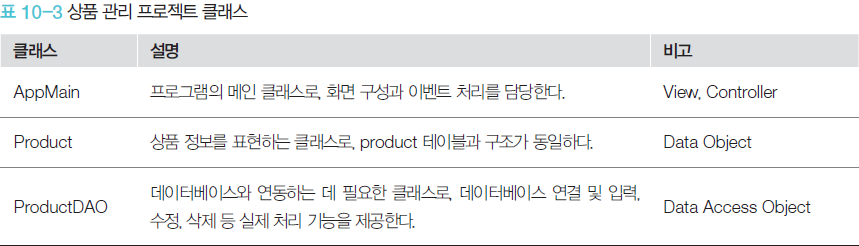 표 10-3 상품 관리 프로젝트 클래스
클래스 설명 비고
AppMain 프로그램의 메인 클래스로, 화면 구성과 이벤트 처리를 담당한다. View, Controller
Product 상품 정보를 표현하는 클래스로, product 테이블과 구조가 동일하다. Data Object
ProductDAO 데이터베이스와 연동하는 데 필요한 클래스로, 데이터베이스 연결 및 입력, Data Access Object
수정, 삭제 등 실제 처리 기능을 제공한다.